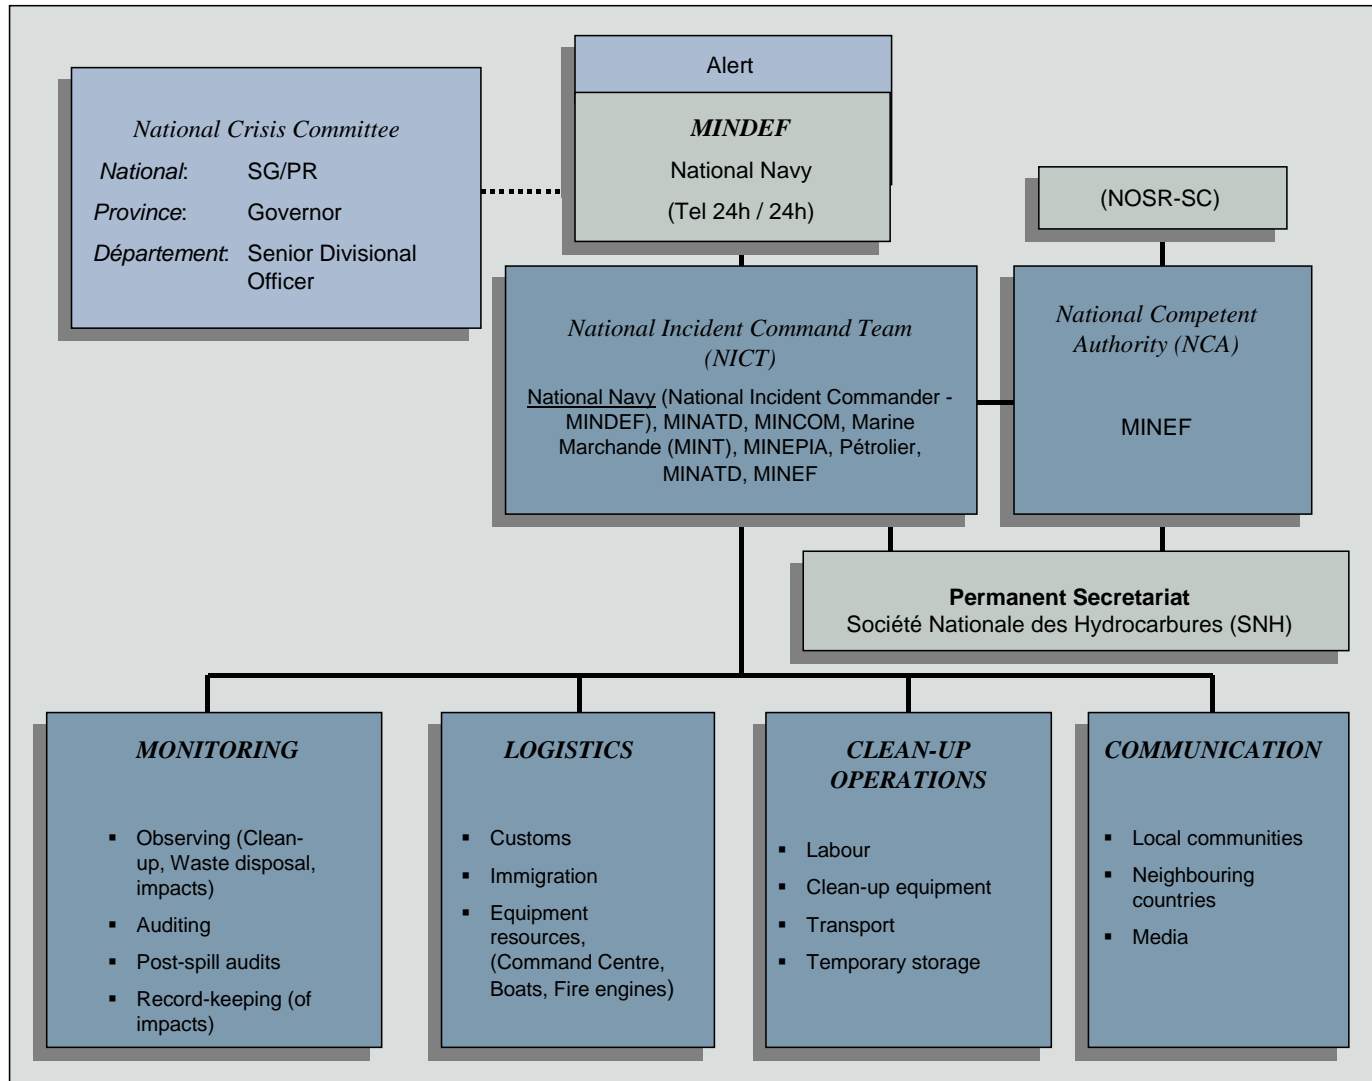 Alert
MINDEF
National Navy
(Tel 24h / 24h)
National Crisis Committee
National: SG/PR
Province: Governor
Département: Senior Divisional
Officer
(NOSR-SC)
National Incident Command Team
(NICT)
National Navy (National Incident Commander -
MINDEF), MINATD, MINCOM, Marine
Marchande (MINT), MINEPIA, Pétrolier,
MINATD, MINEF
National Competent
Authority (NCA)
MINEF
Permanent Secretariat
Société Nationale des Hydrocarbures (SNH)
MONITORING
▪ Observing (Clean-
up, Waste disposal,
impacts)
▪ Auditing
▪ Post-spill audits
▪ Record-keeping (of
impacts)
LOGISTICS
▪ Customs
▪ Immigration
▪ Equipment
resources,
(Command Centre,
Boats, Fire engines)
CLEAN-UP
OPERATIONS
▪ Labour
▪ Clean-up equipment
▪ Transport
▪ Temporary storage
COMMUNICATION
▪ Local communities
▪ Neighbouring
countries
▪ Media